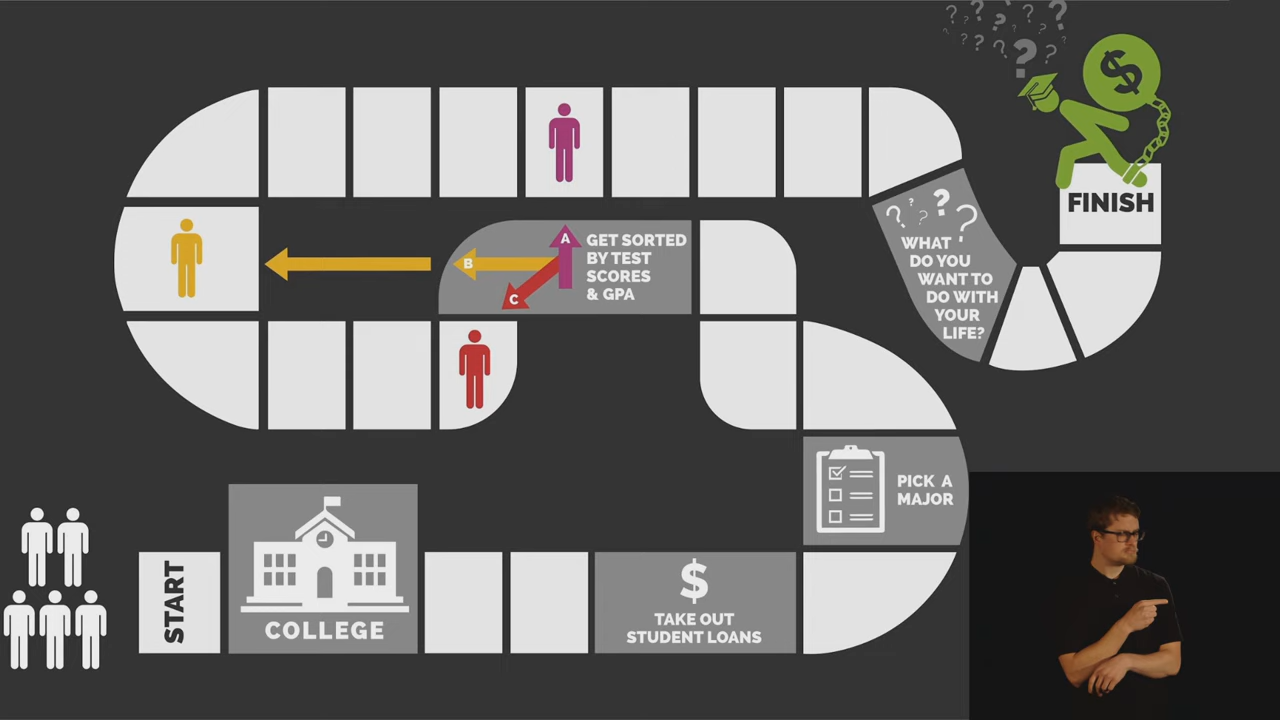 ? ? ? ? ? ? ? ? ? ?
$
FINISH
? ? ? ?
WHAT
DO YOU
WANT TO
DO WITH
YOUR
LIFE?
A
B
C
GET SORTED
BY TEST
SCORES
& GPA
PICK A
MAJOR
START
COLLEGE
$
TAKE OUT
STUDENT LOANS